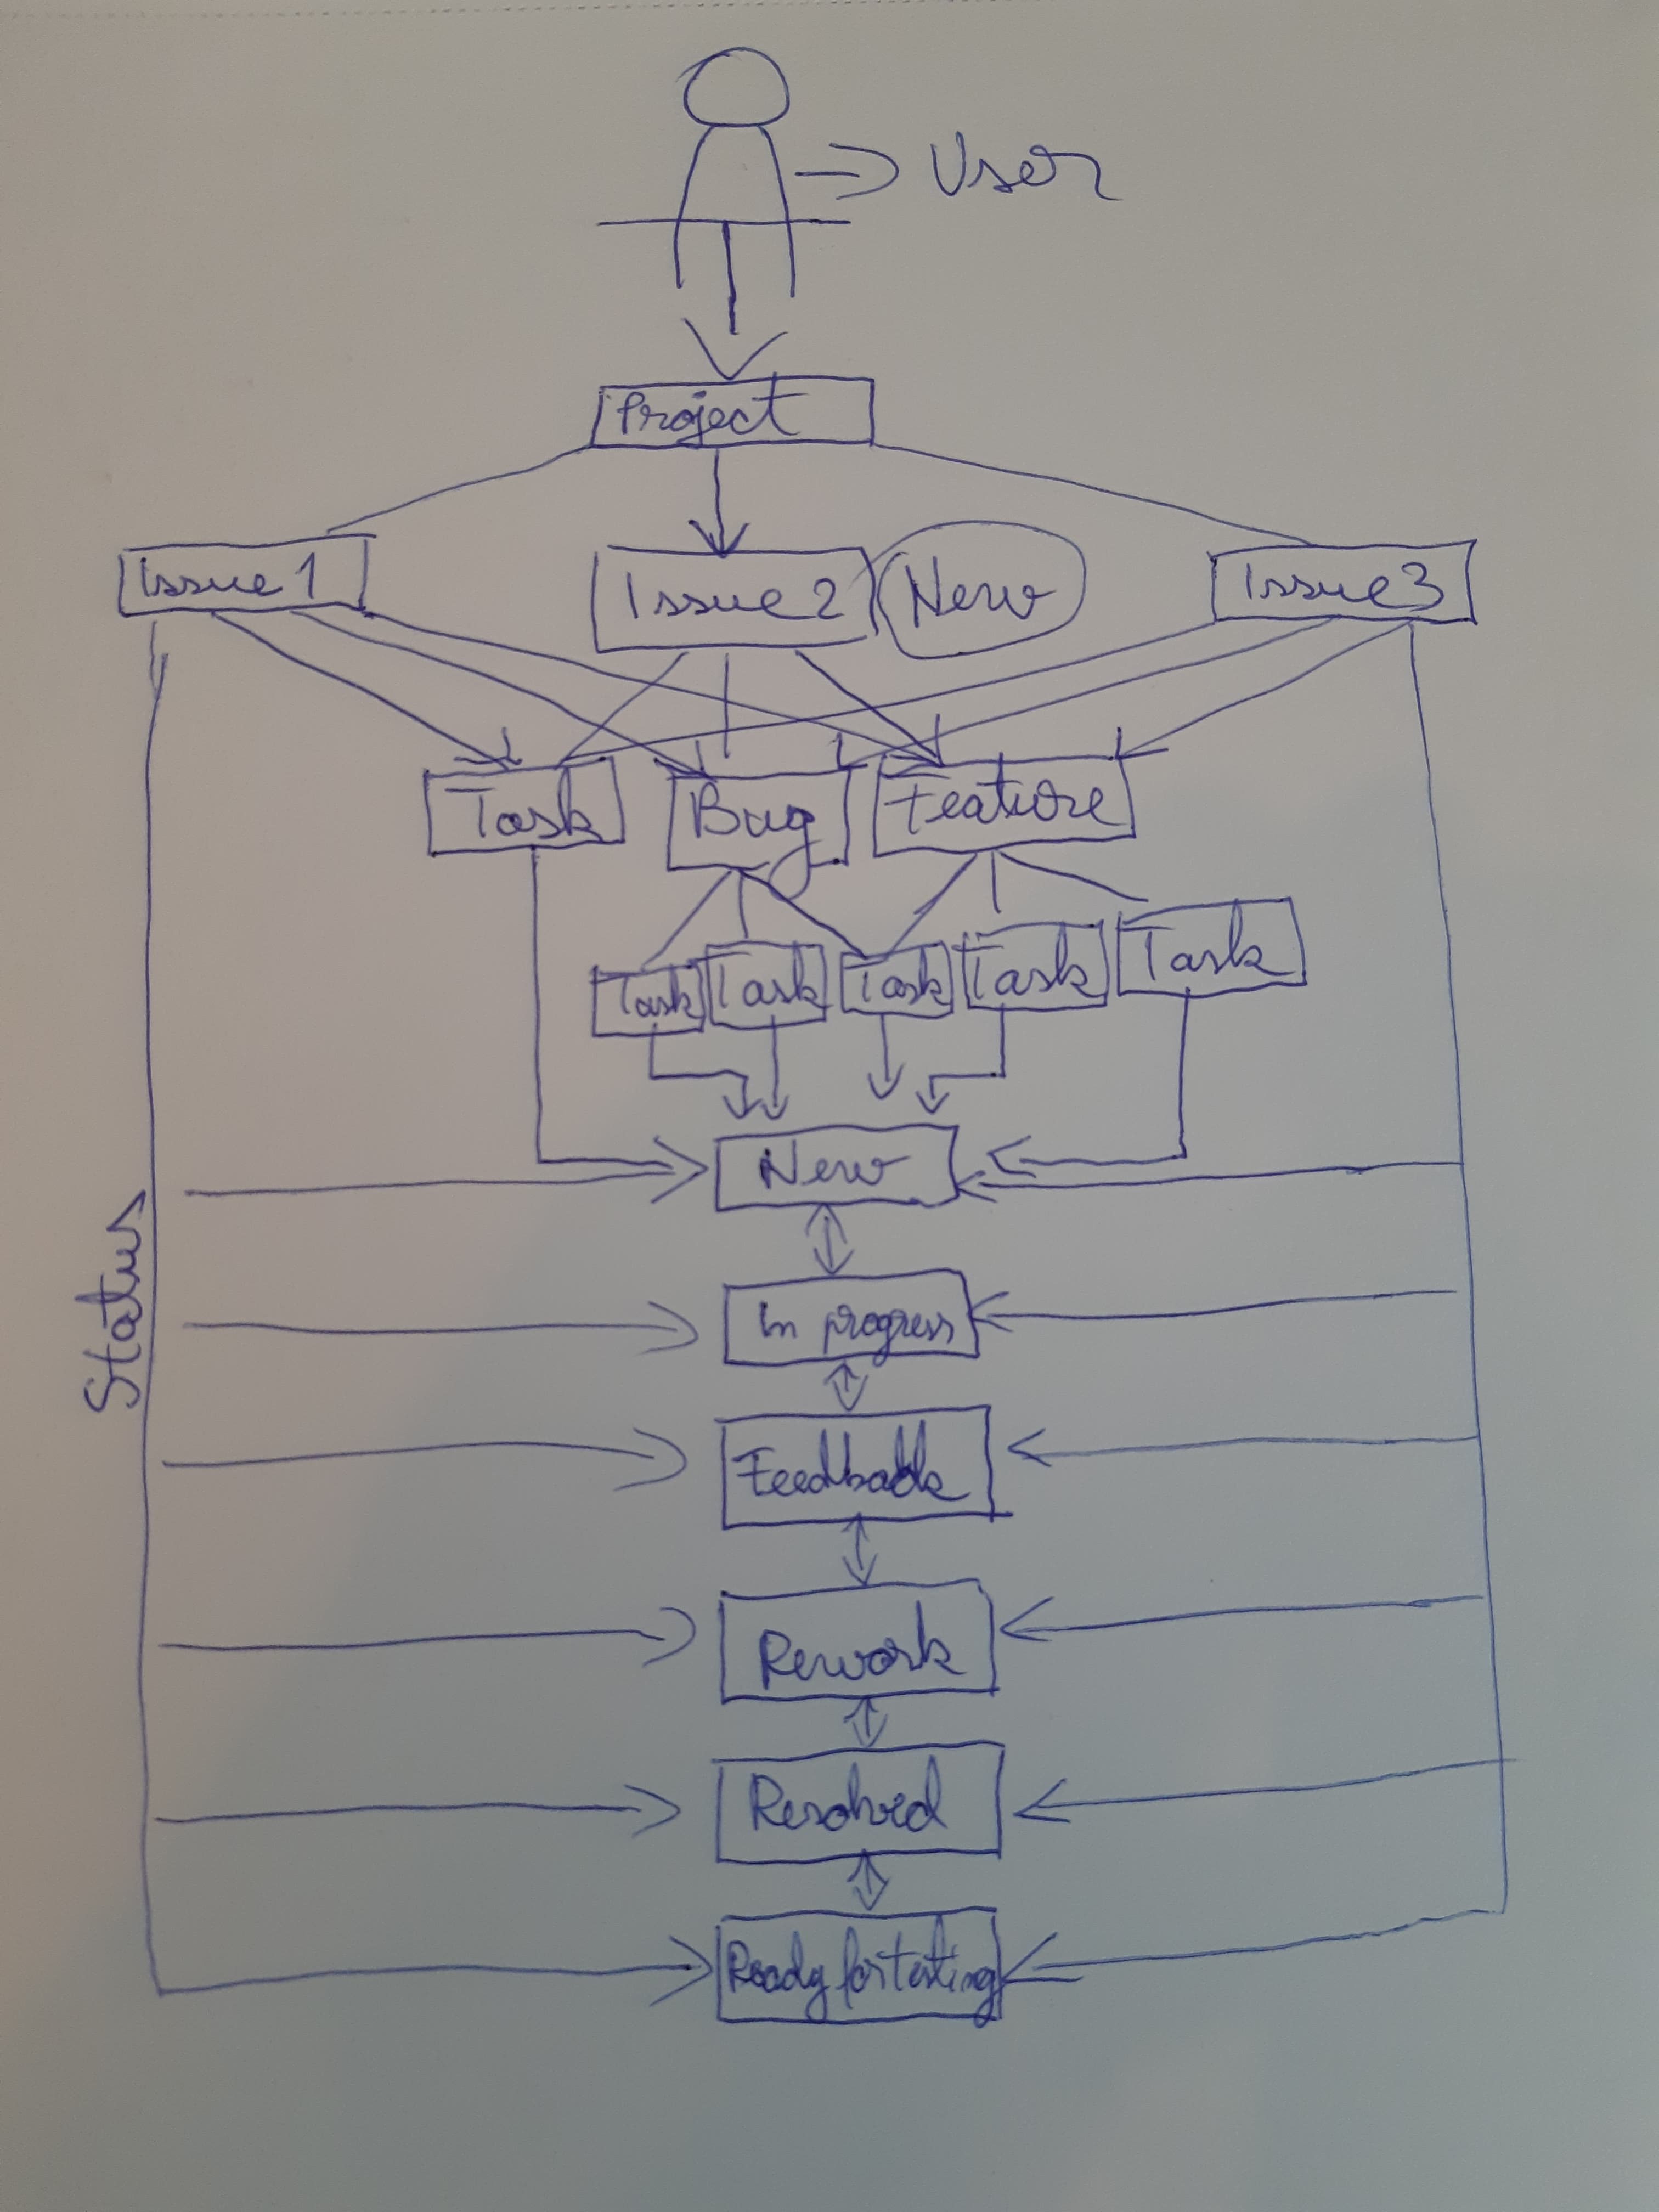 User
Project
Issue 1
Issue 2
New
Issue 3
Task
Bug
Feature
Task
Task
Task
Task
Task
New
Status
In progress
Feedback
Rework
Resolved
Ready for testing